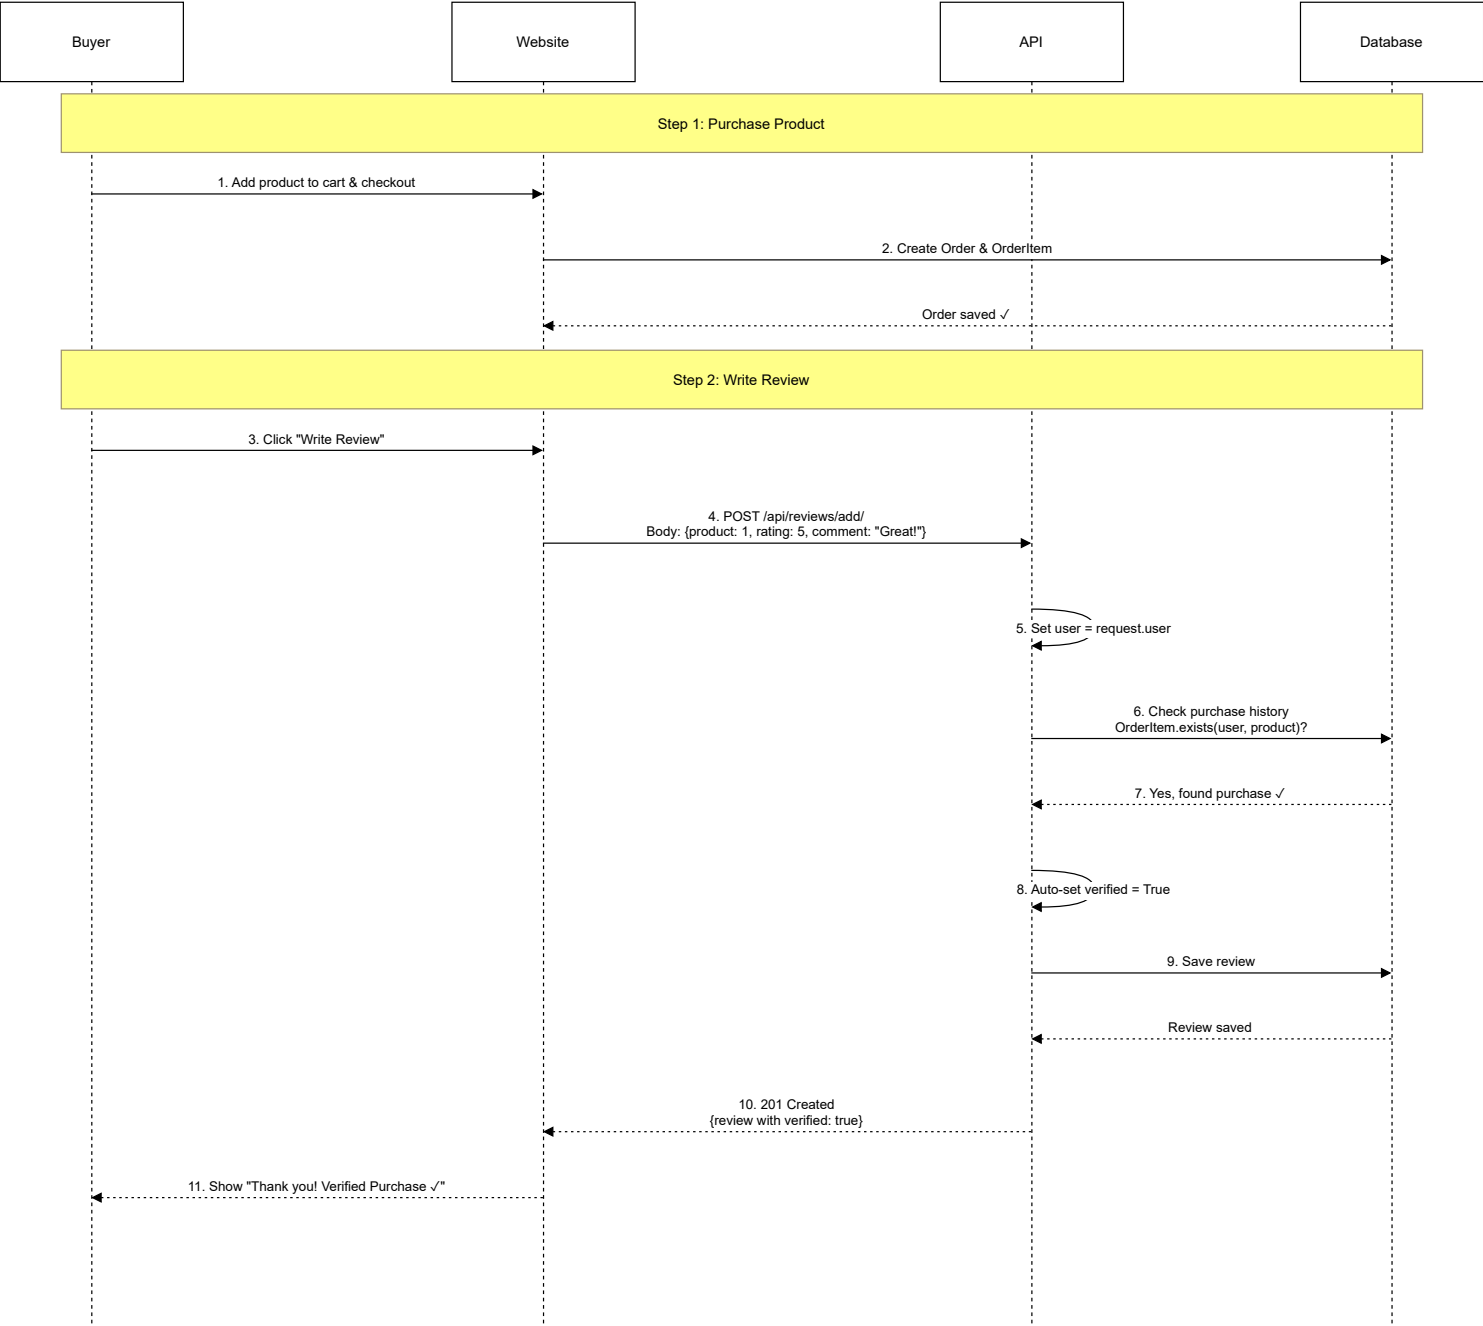 Buyer
Website
API
Database
Step 1: Purchase Product
1. Add product to cart & checkout
2. Create Order & OrderItem
Order saved ✓
Step 2: Write Review
3. Click "Write Review"
4. POST /api/reviews/add/
Body: {product: 1, rating: 5, comment: "Great!"}
5. Set user = request.user
6. Check purchase history
OrderItem.exists(user, product)?
7. Yes, found purchase ✓
8. Auto-set verified = True
9. Save review
Review saved
10. 201 Created
{review with verified: true}
11. Show "Thank you! Verified Purchase ✓"